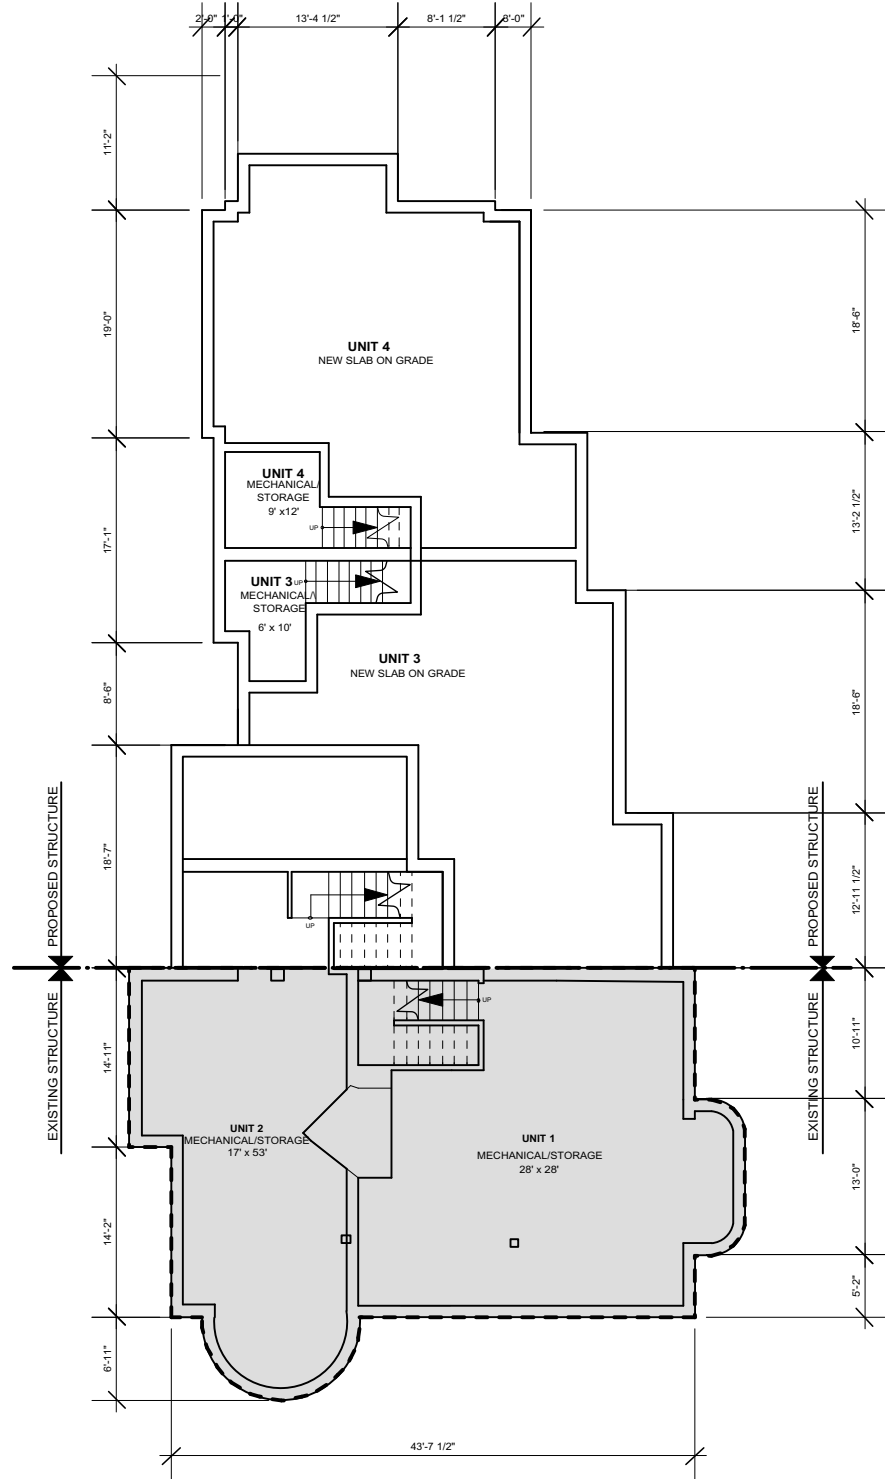 2'-0" 1'-0" 13'-4 1/2" 8'-1 1/2" 3'-0"
11'-2"
19'-0"
18'-6"
UNIT 4
NEW SLAB ON GRADE
UNIT 4
MECHANICAL/
STORAGE
9' x12'
UP
17'-1"
13'-2 1/2"
UNIT 3
UP
MECHANICAL/\
STORAGE
6' x 10'
UNIT 3
NEW SLAB ON GRADE
8'-6"
18'-6"
18'-7"
12'-11 1/2"
PROPOSED STRUCTURE
PROPOSED STRUCTURE
UP
EXISTING STRUCTURE
EXISTING STRUCTURE
UP
14'-11"
10'-11"
UNIT 2
MECHANICAL/STORAGE
17' x 53'
UNIT 1
MECHANICAL/STORAGE
28' x 28'
13'-0"
14'-2"
5'-2"
6'-11"
43'-7 1/2"